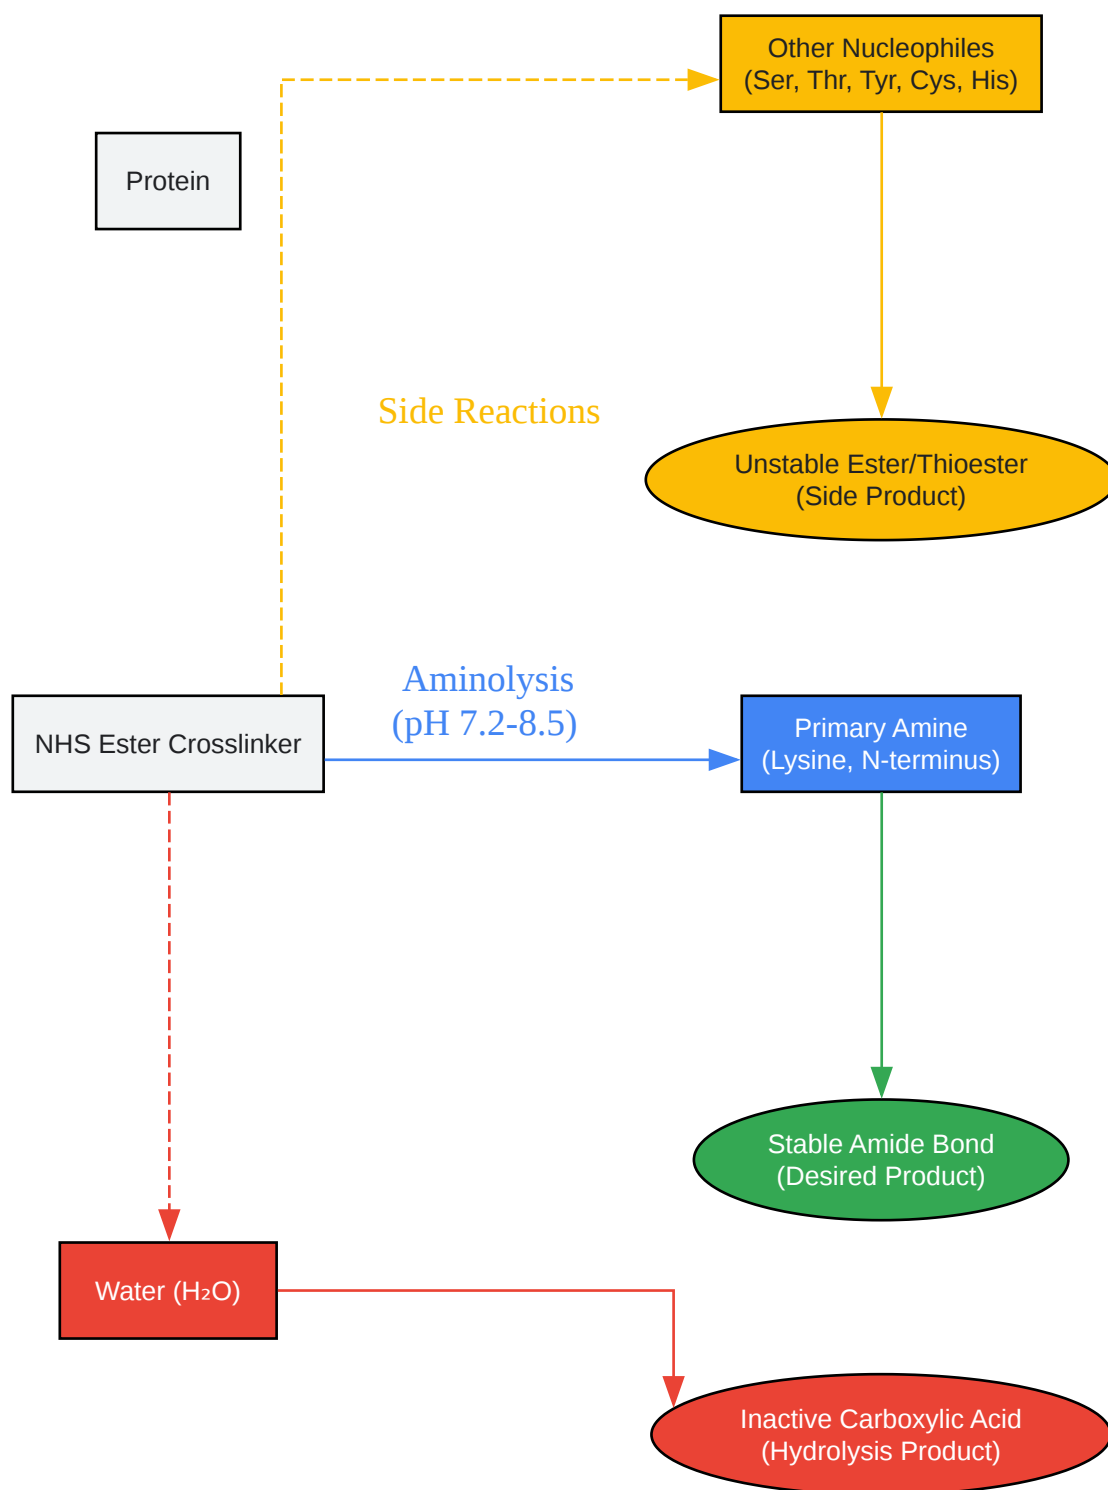 Other Nucleophiles
(Ser, Thr, Tyr, Cys, His)
Protein
Side Reactions
Unstable Ester/Thioester
(Side Product)
Aminolysis
(pH 7.2-8.5)
NHS Ester Crosslinker
Primary Amine
(Lysine, N-terminus)
Stable Amide Bond
(Desired Product)
Water (H₂O)
Inactive Carboxylic Acid
(Hydrolysis Product)